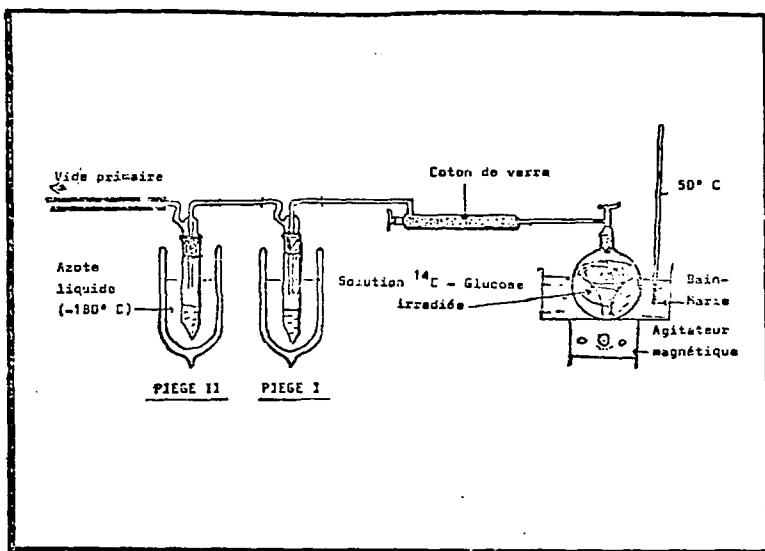 Vide primaire
Coton de verre
50° C
Azote
liquide
(-180° C)
Solution ¹⁴C - Glucose
irradiée
Bain-
Marie
Agitateur
magnétique
PIEGE II
PIEGE I